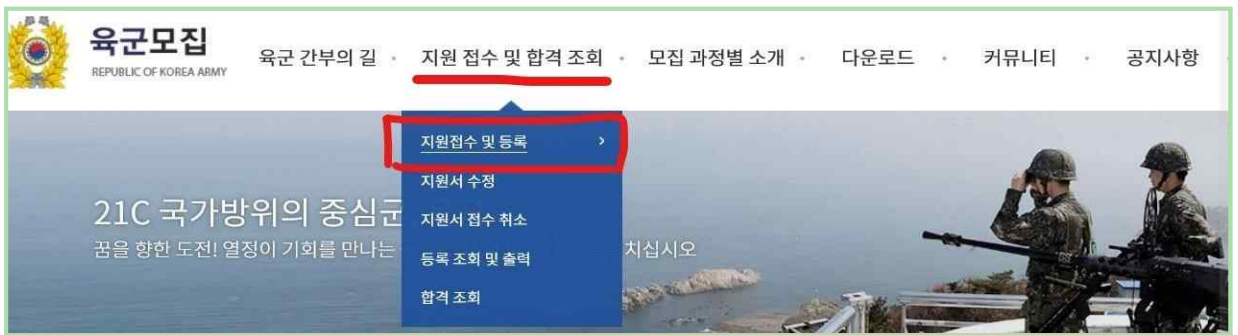 육군모집
REPUBLIC OF KOREA ARMY
육군 간부의 길
지원 접수 및 합격 조회
모집 과정별 소개
다운로드
커뮤니티
공지사항
지원접수 및 등록 >
지원서 수정
지원서 접수 취소
등록 조회 및 출력
합격 조회
21C 국가방위의 중심군
꿈을 향한 도전! 열정이 기회를 만나는 치십시오